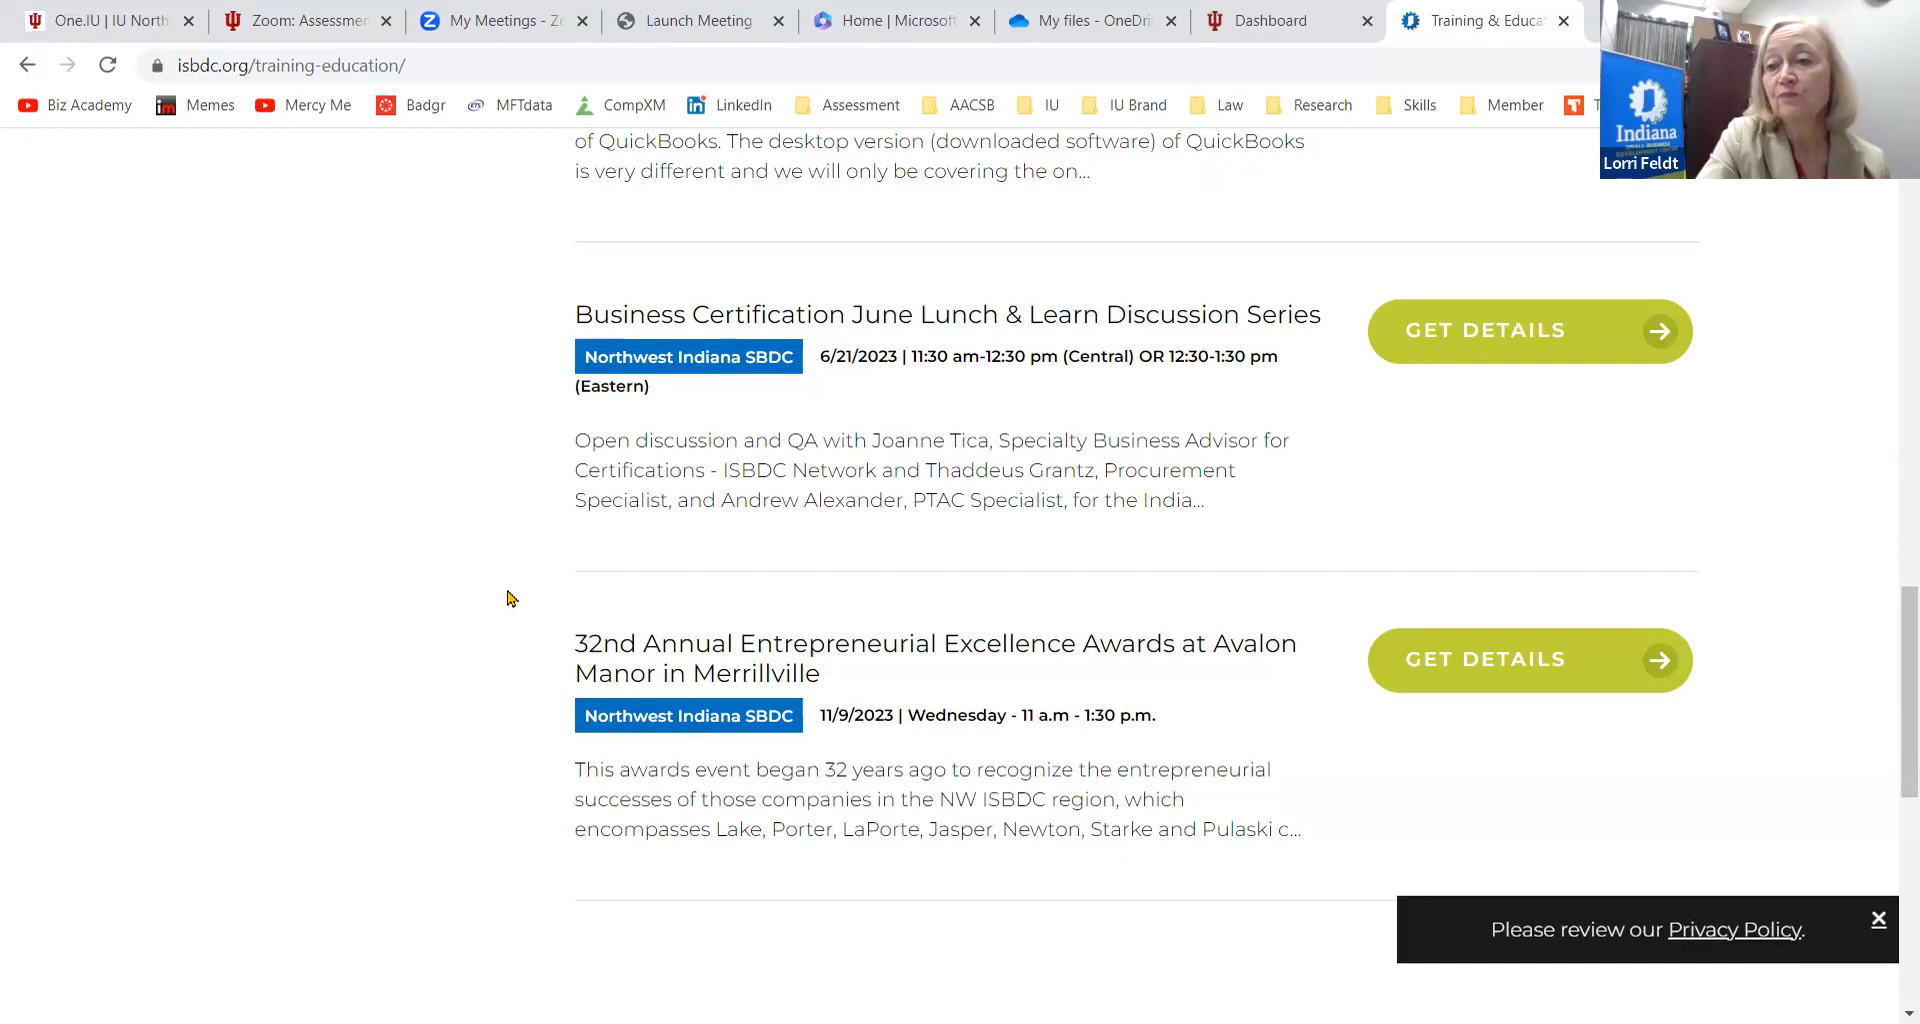 One.IU | IU North
Zoom: Assessmen
My Meetings - Zo
Launch Meeting
Home | Microsoft
My files - OneDri
Dashboard
Training & Educa
isbdc.org/training-education/
Biz Academy
Memes
Mercy Me
Badgr
MFTdata
CompXM
LinkedIn
Assessment
AACSB
IU
IU Brand
Law
Research
Skills
Member
T
Indiana
Lorri Feldt
of QuickBooks. The desktop version (downloaded software) of QuickBooks
is very different and we will only be covering the on...
Business Certification June Lunch & Learn Discussion Series
GET DETAILS
Northwest Indiana SBDC 6/21/2023 | 11:30 am-12:30 pm (Central) OR 12:30-1:30 pm
(Eastern)
Open discussion and QA with Joanne Tica, Specialty Business Advisor for
Certifications - ISBDC Network and Thaddeus Grantz, Procurement
Specialist, and Andrew Alexander, PTAC Specialist, for the India...
32nd Annual Entrepreneurial Excellence Awards at Avalon
Manor in Merrillville
GET DETAILS
Northwest Indiana SBDC 11/9/2023 | Wednesday - 11 a.m - 1:30 p.m.
This awards event began 32 years ago to recognize the entrepreneurial
successes of those companies in the NW ISBDC region, which
encompasses Lake, Porter, LaPorte, Jasper, Newton, Starke and Pulaski c...
Please review our Privacy Policy.